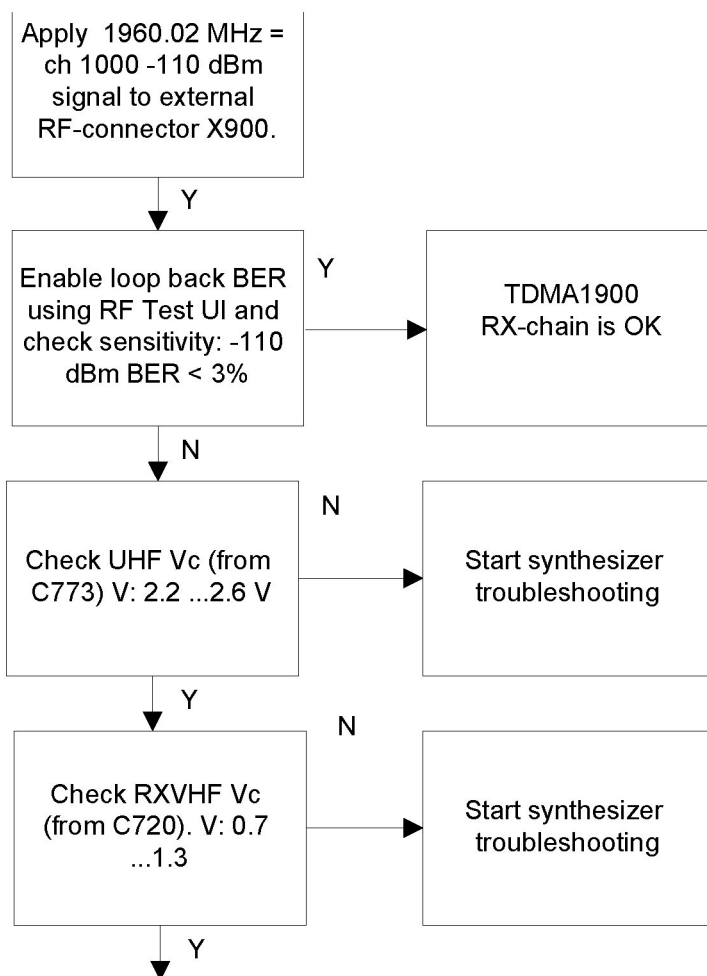 Apply 1960.02 MHz =
ch 1000 -110 dBm
signal to external
RF-connector X900.
Y
Enable loop back BER
using RF Test UI and
check sensitivity: -110
dBm BER < 3%
Y
TDMA1900
RX-chain is OK
N
Check UHF Vc (from
C773) V: 2.2 ...2.6 V
N
Start synthesizer
troubleshooting
Y
Check RXVHF Vc
(from C720). V: 0.7
...1.3
N
Start synthesizer
troubleshooting
Y